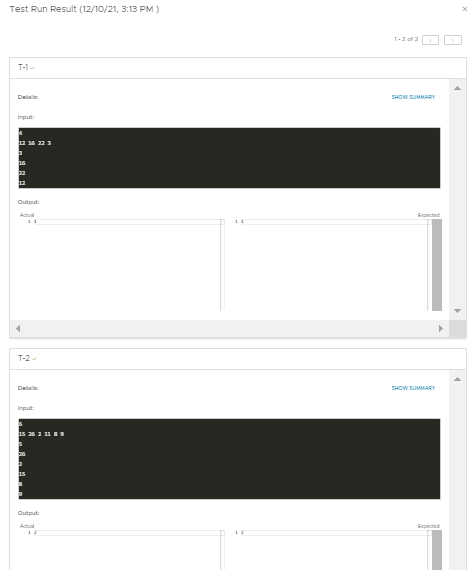 Test Run Result (12/10/21, 3:13 PM )
×
1 - 2 of 2
T-1
Details:
SHOW SUMMARY
Input:
4
12 16 22 3
3
16
22
12
Output:
Actual
Expected
1 1
1 1
T-2
Details:
SHOW SUMMARY
Input:
6
15 26 2 11 8 9
5
26
2
15
8
9
Output:
Actual
Expected
1 2
1 2